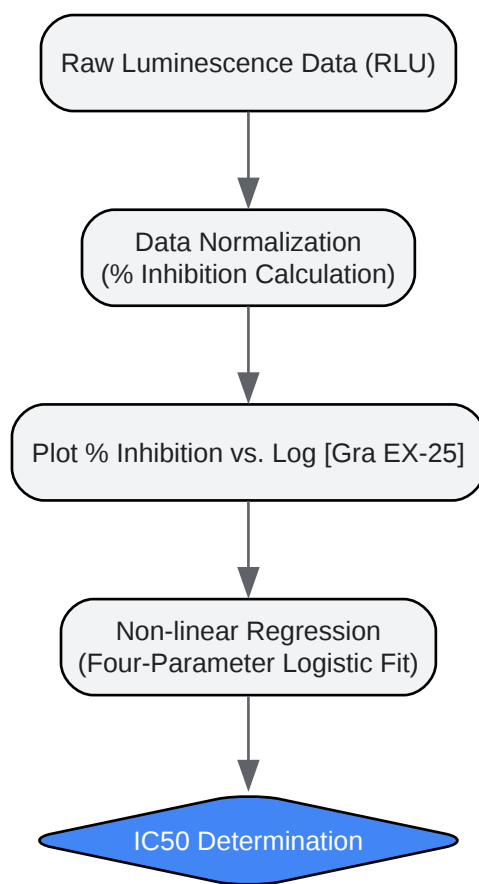 Raw Luminescence Data (RLU)
Data Normalization
(% Inhibition Calculation)
Plot % Inhibition vs. Log [Gra EX-25]
Non-linear Regression
(Four-Parameter Logistic Fit)
IC50 Determination